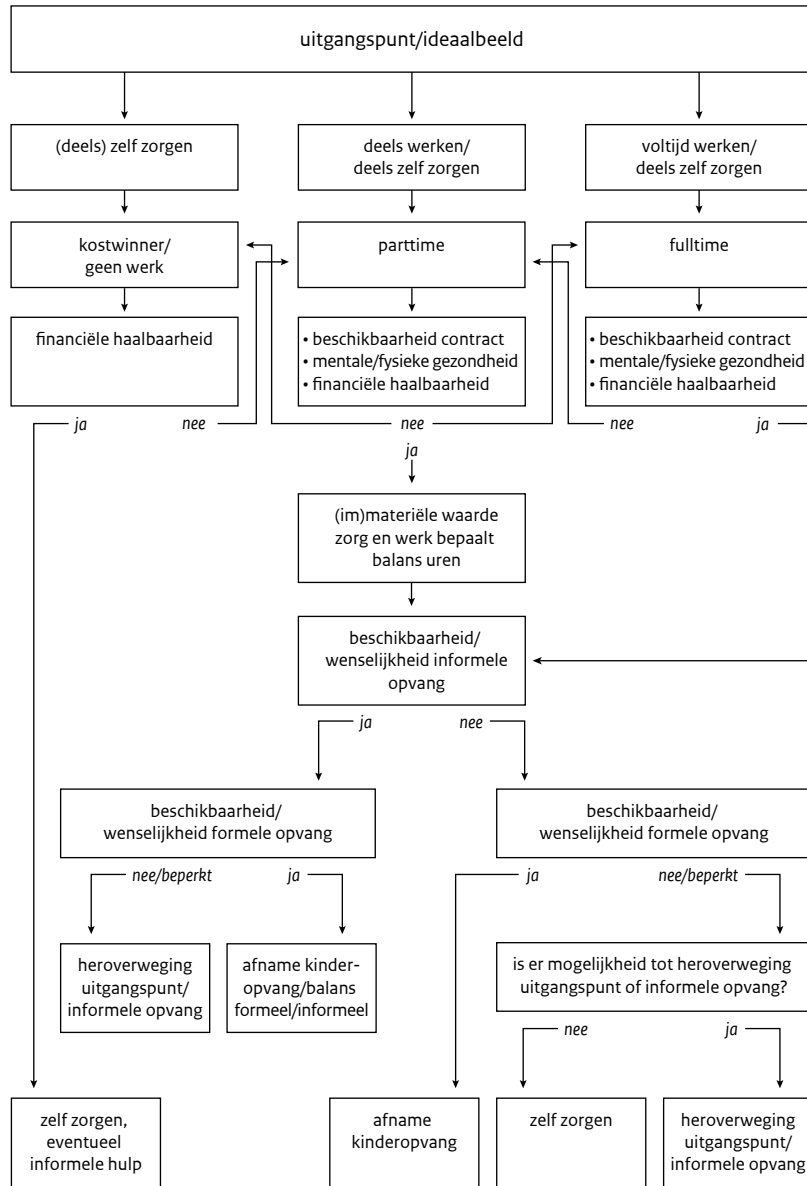 uitgangspunt/ideaalbeeld
(deels) zelf zorgen
deels werken/
deels zelf zorgen
voltijd werken/
deels zelf zorgen
kostwinner/
geen werk
parttime
fulltime
financiële haalbaarheid
• beschikbaarheid contract
• mentale/fysieke gezondheid
• financiële haalbaarheid
• beschikbaarheid contract
• mentale/fysieke gezondheid
• financiële haalbaarheid
ja
nee
nee
ja
nee
ja
(im)materiële waarde
zorg en werk bepaalt
balans uren
beschikbaarheid/
wenselijkheid informele
opvang
ja
nee
beschikbaarheid/
wenselijkheid formele opvang
beschikbaarheid/
wenselijkheid formele opvang
nee/beperkt
ja
ja
nee/beperkt
heroverweging
uitgangspunt/
informele opvang
afname kinder-
opvang/balans
formeel/informeel
is er mogelijkheid tot heroverweging
uitgangspunt of informele opvang?
nee
ja
zelf zorgen,
eventueel
informele hulp
afname
kinderopvang
zelf zorgen
heroverweging
uitgangspunt/
informele opvang